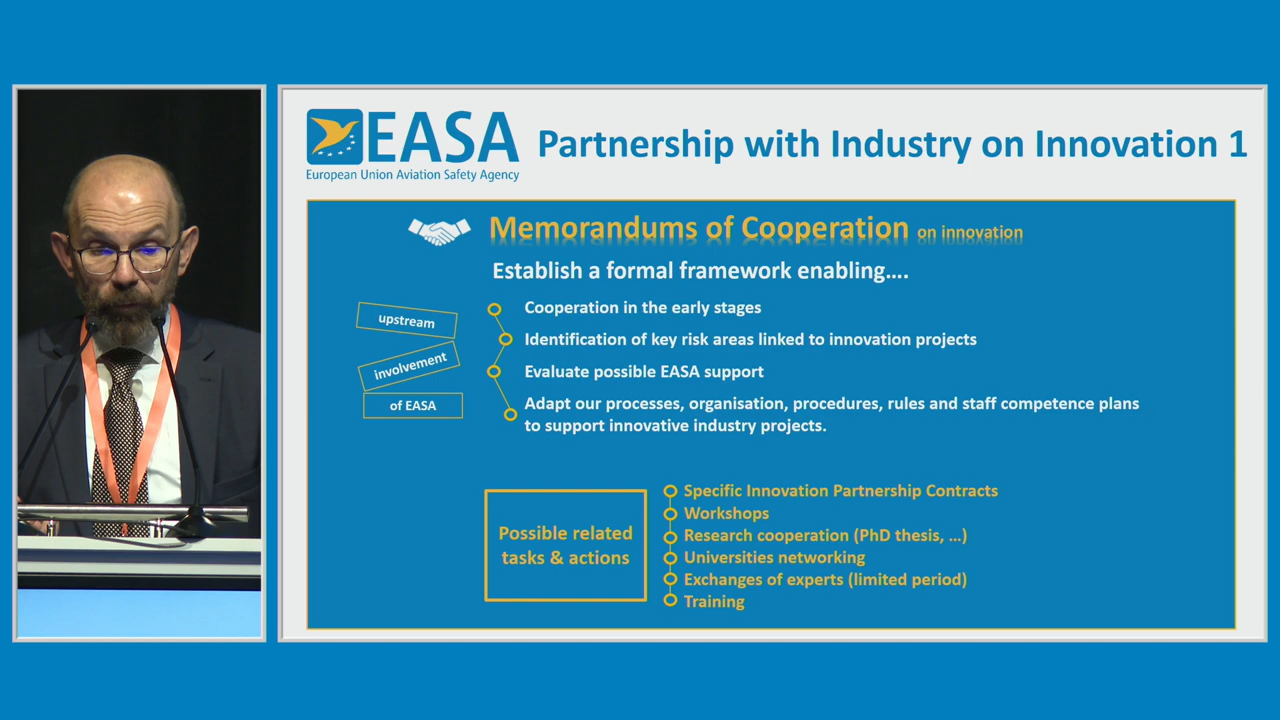 EASA
European Union Aviation Safety Agency
Partnership with Industry on Innovation 1
Memorandums of Cooperation on innovation
Establish a formal framework enabling....
upstream
involvement
of EASA
Cooperation in the early stages
Identification of key risk areas linked to innovation projects
Evaluate possible EASA support
Adapt our processes, organisation, procedures, rules and staff competence plans
to support innovative industry projects.
Possible related
tasks & actions
Specific Innovation Partnership Contracts
Workshops
Research cooperation (PhD thesis, ...)
Universities networking
Exchanges of experts (limited period)
Training